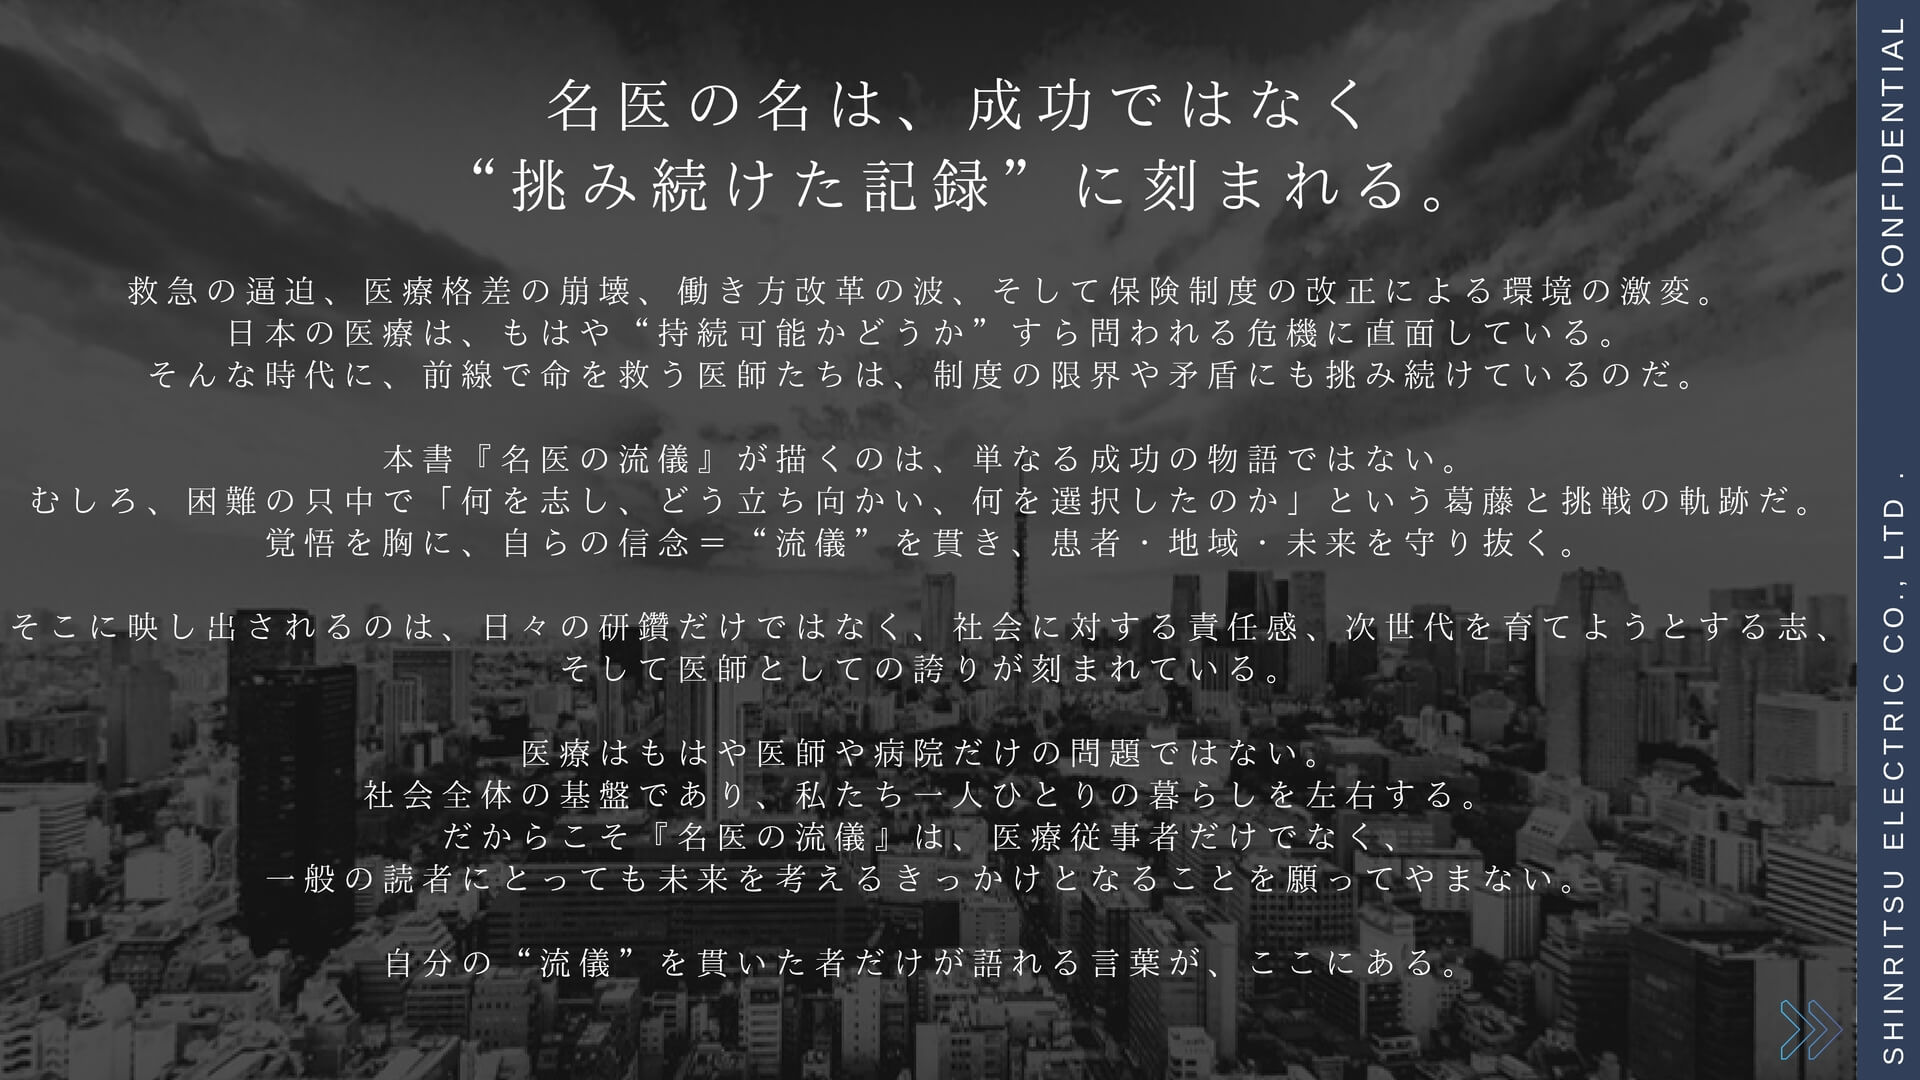 名医の名は、成功ではなく
“挑み続けた記録”に刻まれる。
救急の逼迫、医療格差の崩壊、働き方改革の波、そして保険制度の改正による環境の激変。
日本の医療は、もはや“持続可能かどうか”すら問われる危機に直面している。
そんな時代に、前線で命を救う医師たちは、制度の限界や矛盾にも挑み続けているのだ。
本書『名医の流儀』が描くのは、単なる成功の物語ではない。
むしろ、困難の只中で「何を志し、どう立ち向かい、何を選択したのか」という葛藤と挑戦の軌跡だ。
覚悟を胸に、自らの信念＝“流儀”を貫き、患者・地域・未来を守り抜く。
そこに映し出されるのは、日々の研鑽だけではなく、社会に対する責任感、次世代を育てようとする志、
そして医師としての誇りが刻まれている。
医療はもはや医師や病院だけの問題ではない。
社会全体の基盤であり、私たち一人ひとりの暮らしを左右する。
だからこそ『名医の流儀』は、医療従事者だけでなく、
一般の読者にとっても未来を考えるきっかけとなることを願ってやまない。
自分の“流儀”を貫いた者だけが語れる言葉が、ここにある。
SHINRITSU ELECTRIC CO., LTD . CONFIDENTIAL